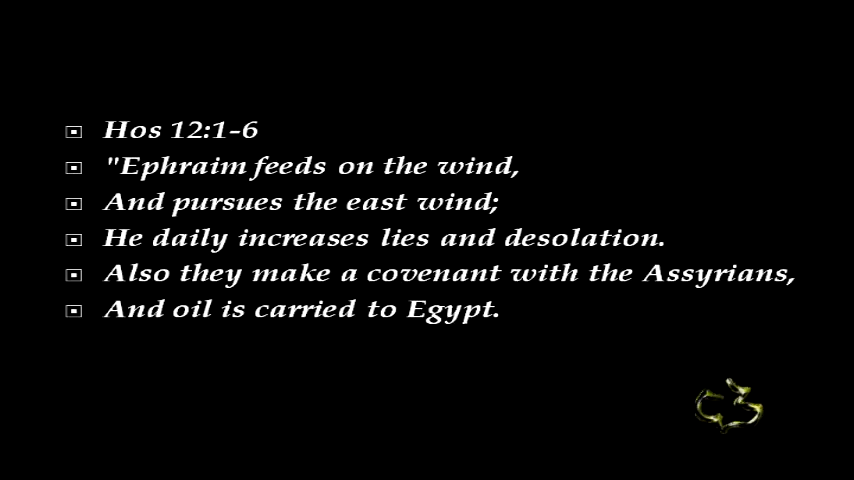 Hos 12:1-6
"Ephraim feeds on the wind,
And pursues the east wind;
He daily increases lies and desolation.
Also they make a covenant with the Assyrians,
And oil is carried to Egypt.
C3